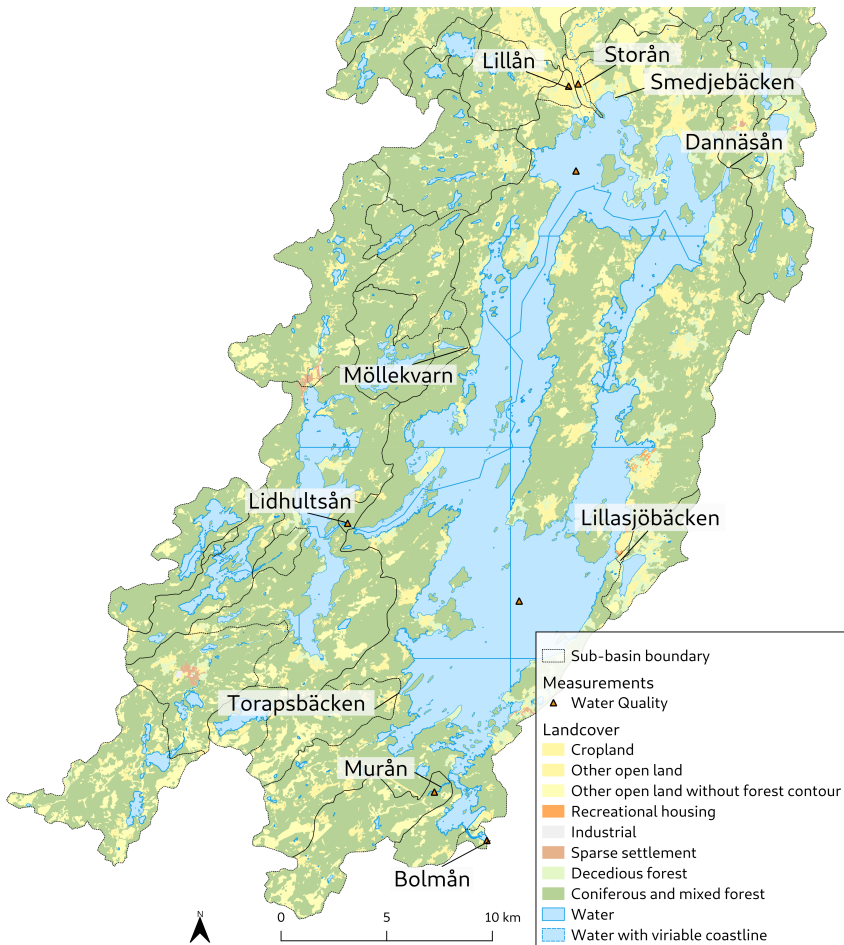 Lillån
Storån
Smedjebäcken
Dannäsån
Möllekvarn
Lidhultsån
Lillasjöbäcken
Torapsbäcken
Murån
Bolmån
Sub-basin boundary
Measurements
Water Quality
Landcover
Cropland
Other open land
Other open land without forest contour
Recreational housing
Industrial
Sparse settlement
Decedious forest
Coniferous and mixed forest
Water
Water with viriable coastline
N
0 5 10 km